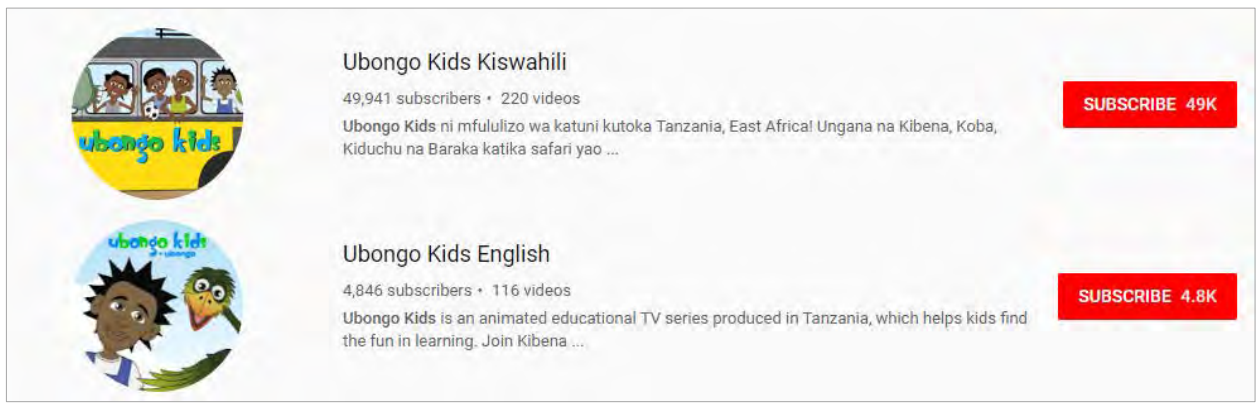 ubongo kids
Ubongo Kids Kiswahili
49,941 subscribers • 220 videos
Ubongo Kids ni mfululizo wa katuni kutoka Tanzania, East Africa! Ungana na Kibena, Koba,
Kiduchu na Baraka katika safari yao ...
SUBSCRIBE 49K
ubongo kids
Ubongo Kids English
4,846 subscribers • 116 videos
Ubongo Kids is an animated educational TV series produced in Tanzania, which helps kids find
the fun in learning. Join Kibena ...
SUBSCRIBE 4.8K